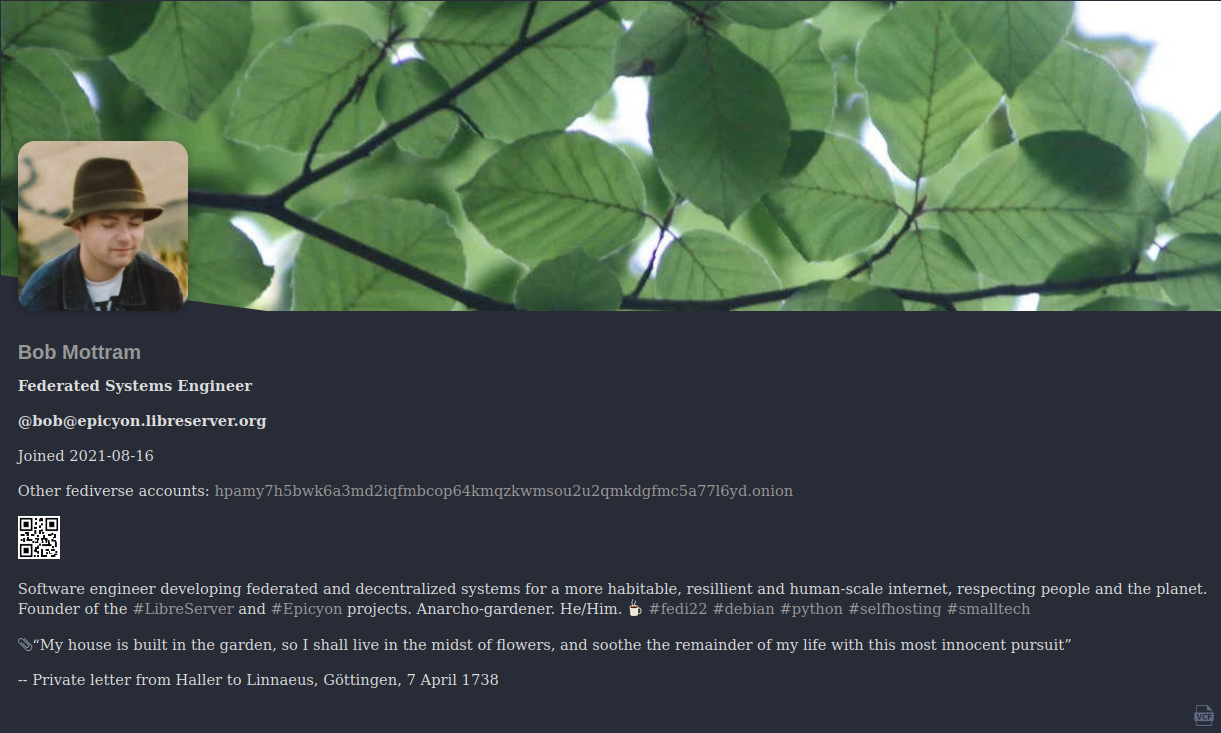 Bob Mottram
Federated Systems Engineer
@bob@epicyon.libreserver.org
Joined 2021-08-16
Other fediverse accounts: hpamy7h5bwk6a3md2iqfmbcop64kmqzkwmsou2u2qmkdgfmc5a77l6yd.onion
Software engineer developing federated and decentralized systems for a more habitable, resillient and human-scale internet, respecting people and the planet.
Founder of the #LibreServer and #Epicyon projects. Anarcho-gardener. He/Him. ☕ #fedi22 #debian #python #selfhosting #smalltech
📎“My house is built in the garden, so I shall live in the midst of flowers, and soothe the remainder of my life with this most innocent pursuit”
-- Private letter from Haller to Linnaeus, Göttingen, 7 April 1738
VCF